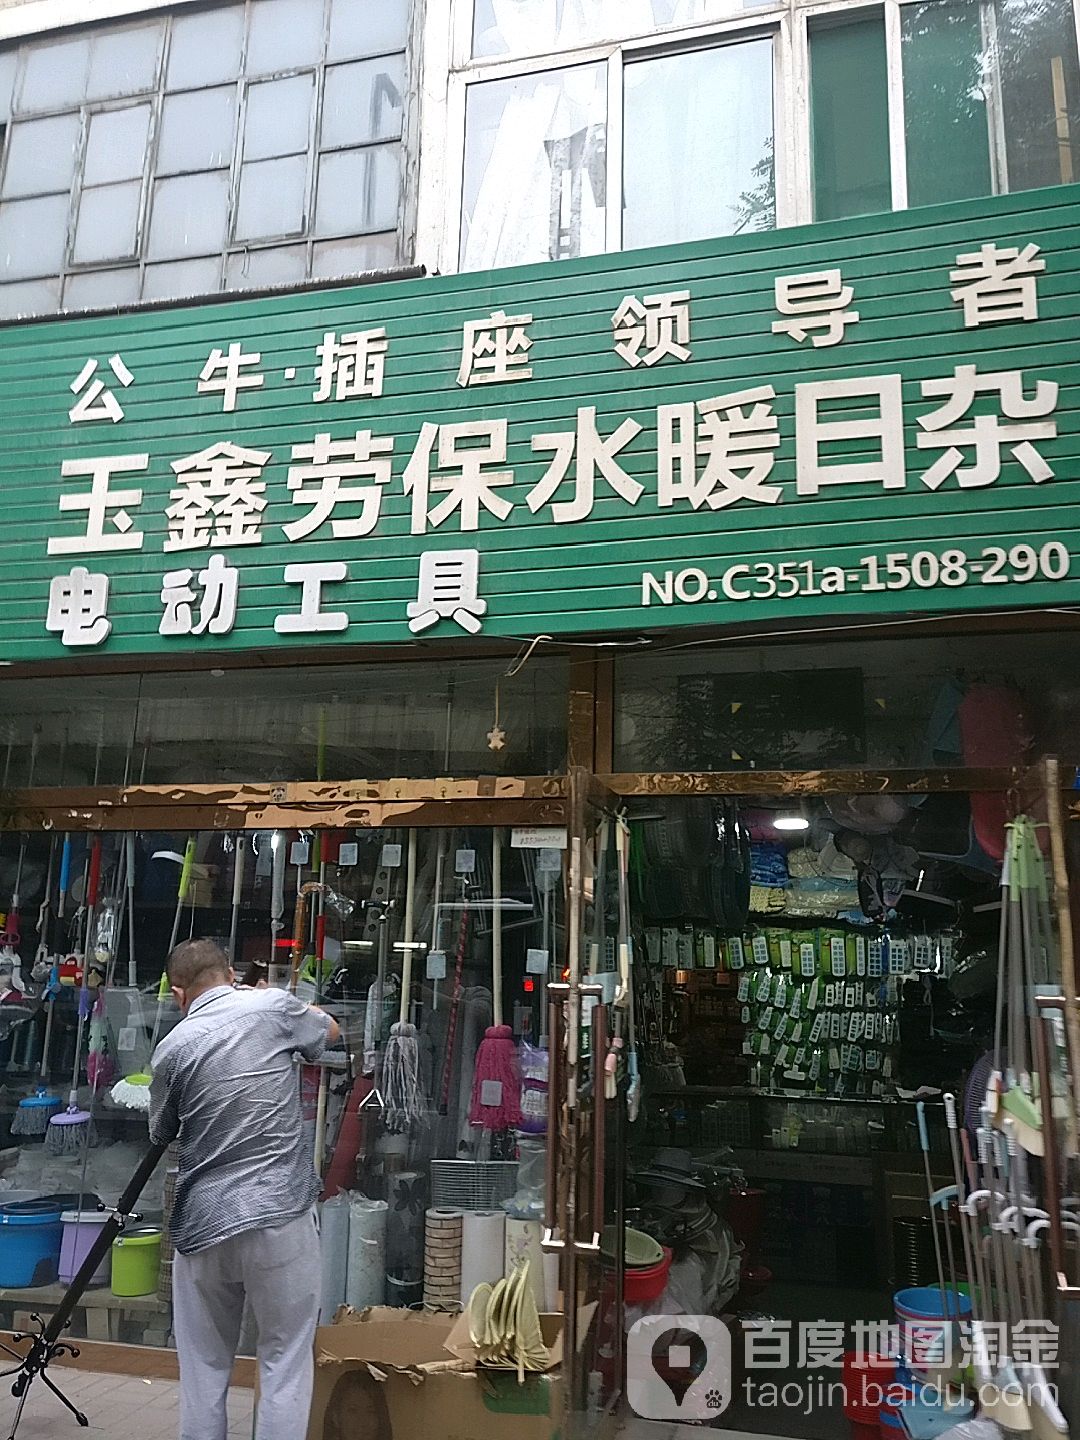 公牛·插座领导者
玉鑫劳保水暖日杂
电动工具
NO.C351a-1508-290
百度地图淘金
taojin.baidu.com